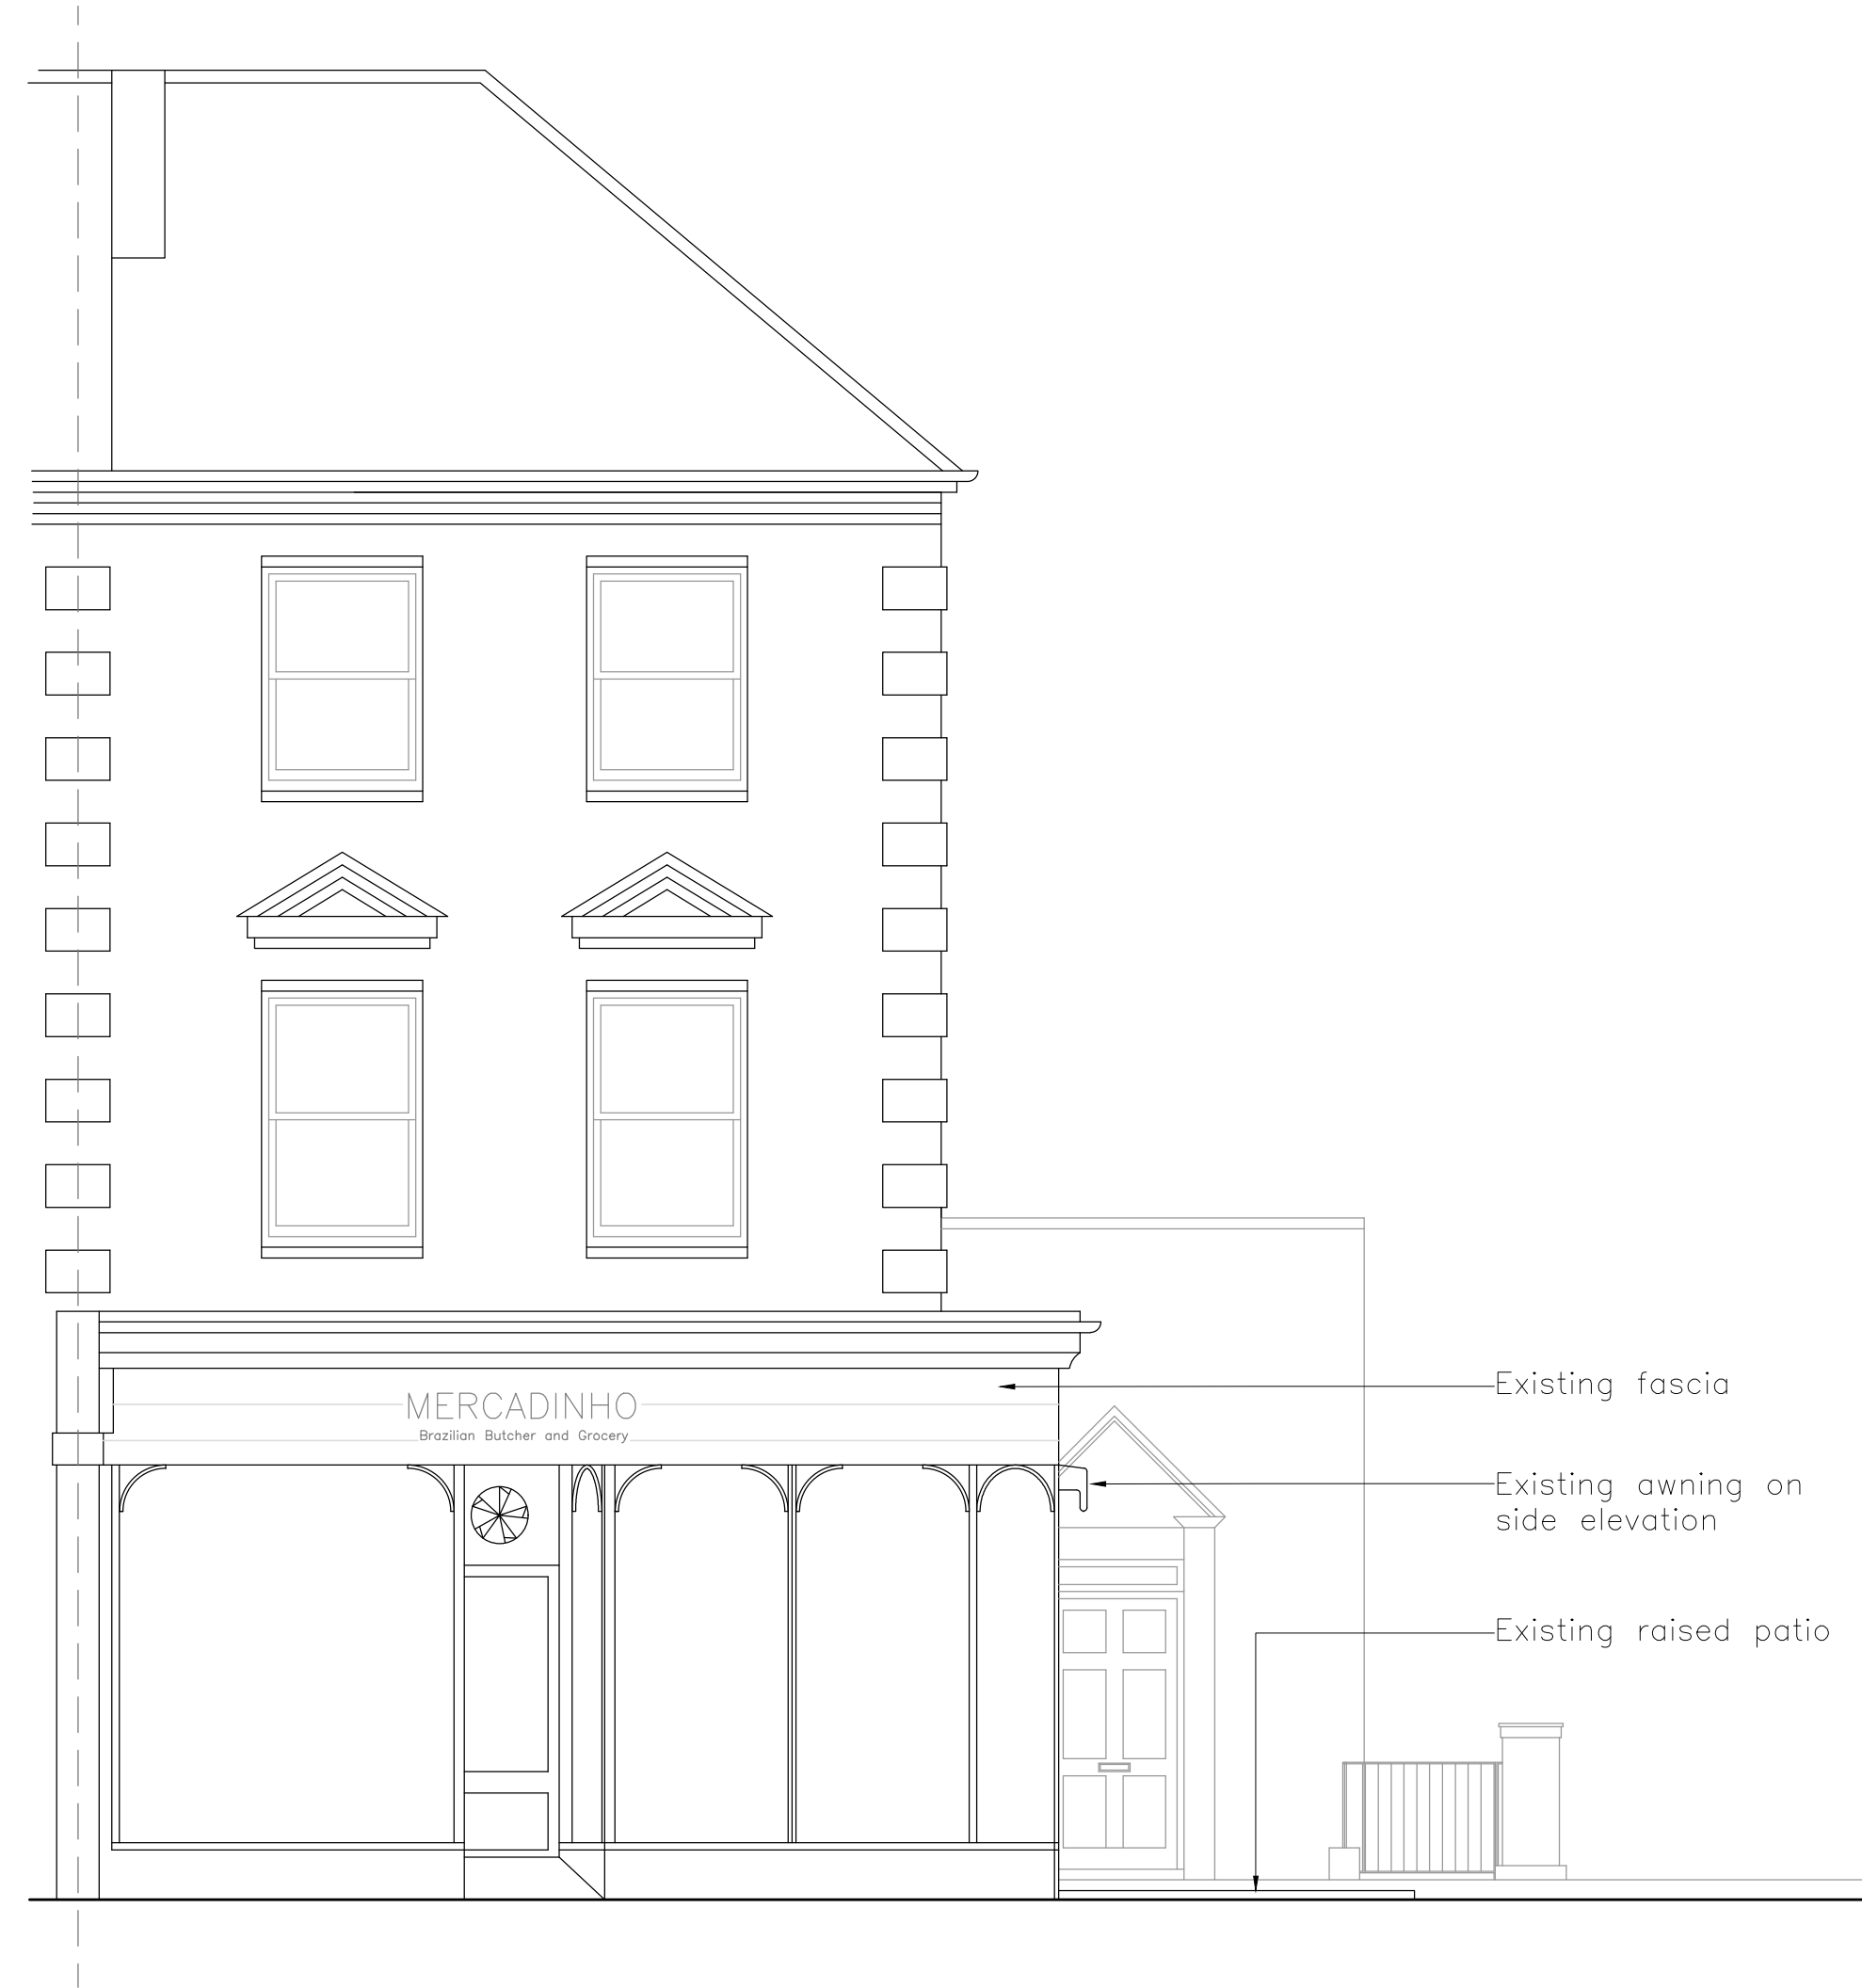 MERCADINHO
Brazilian Butcher and Grocery
Existing fascia
Existing awning on
side elevation
Existing raised patio